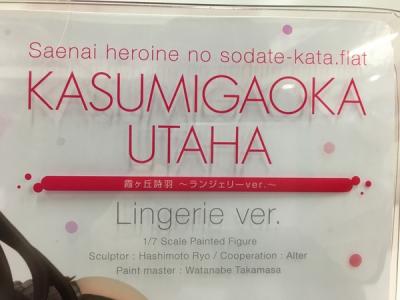 Saenai heroine no sodate-kata.flat
KASUMIGAOKA
UTAHA
霞ヶ丘詩羽 ～ランジェリーver.～
Lingerie ver.
1/7 Scale Painted Figure
Sculptor : Hashimoto Ryo / Cooperation : Alter
Paint master : Watanabe Takamasa